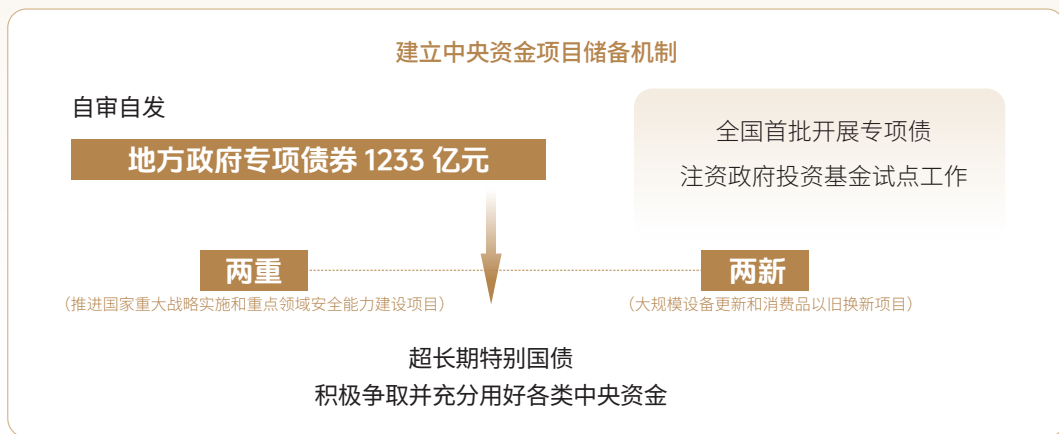 建立中央资金项目储备机制
自审自发
地方政府专项债券 1233 亿元
全国首批开展专项债
注资政府投资基金试点工作
两重
（推进国家重大战略实施和重点领域安全能力建设项目）
两新
（大规模设备更新和消费品以旧换新项目）
超长期特别国债
积极争取并充分用好各类中央资金